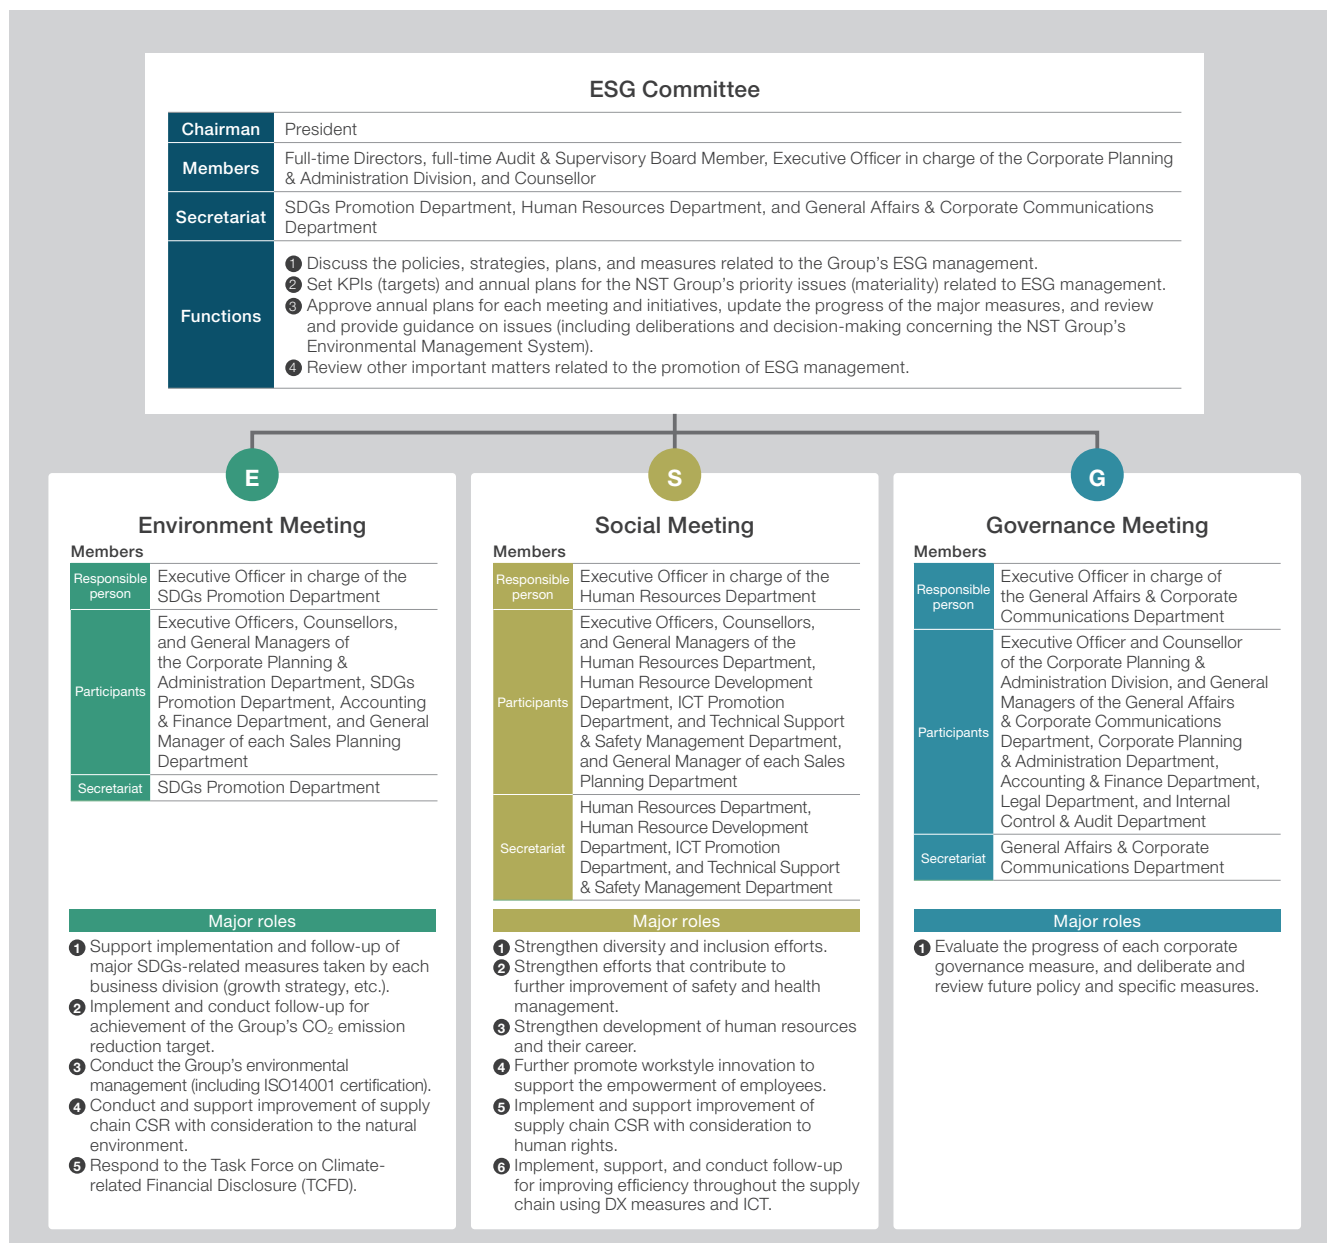 ESG Committee
Chairman
President
Members
Full-time Directors, full-time Audit & Supervisory Board Member, Executive Officer in charge of the Corporate Planning
& Administration Division, and Counsellor
Secretariat
SDGs Promotion Department, Human Resources Department, and General Affairs & Corporate Communications
Department
Functions
1 Discuss the policies, strategies, plans, and measures related to the Group's ESG management.
2 Set KPIs (targets) and annual plans for the NST Group's priority issues (materiality) related to ESG management.
3 Approve annual plans for each meeting and initiatives, update the progress of the major measures, and review
and provide guidance on issues (including deliberations and decision-making concerning the NST Group's
Environmental Management System).
4 Review other important matters related to the promotion of ESG management.
E
Environment Meeting
Members
Responsible
person
Executive Officer in charge of the
SDGs Promotion Department
Participants
Executive Officers, Counsellors,
and General Managers of
the Corporate Planning &
Administration Department, SDGs
Promotion Department, Accounting
& Finance Department, and General
Manager of each Sales Planning
Department
Secretariat
SDGs Promotion Department
Major roles
1 Support implementation and follow-up of
major SDGs-related measures taken by each
business division (growth strategy, etc.).
2 Implement and conduct follow-up for
achievement of the Group's CO₂ emission
reduction target.
3 Conduct the Group's environmental
management (including ISO14001 certification).
4 Conduct and support improvement of supply
chain CSR with consideration to the natural
environment.
5 Respond to the Task Force on Climate-
related Financial Disclosure (TCFD).
S
Social Meeting
Members
Responsible
person
Executive Officer in charge of the
Human Resources Department
Participants
Executive Officers, Counsellors,
and General Managers of the
Human Resources Department,
Human Resource Development
Department, ICT Promotion
Department, and Technical Support
& Safety Management Department,
and General Manager of each Sales
Planning Department
Secretariat
Human Resources Department,
Human Resource Development
Department, ICT Promotion
Department, and Technical Support
& Safety Management Department
Major roles
1 Strengthen diversity and inclusion efforts.
2 Strengthen efforts that contribute to
further improvement of safety and health
management.
3 Strengthen development of human resources
and their career.
4 Further promote workstyle innovation to
support the empowerment of employees.
5 Implement and support improvement of
supply chain CSR with consideration to
human rights.
6 Implement, support, and conduct follow-up
for improving efficiency throughout the supply
chain using DX measures and ICT.
G
Governance Meeting
Members
Responsible
person
Executive Officer in charge of
the General Affairs & Corporate
Communications Department
Participants
Executive Officer and Counsellor
of the Corporate Planning &
Administration Division, and General
Managers of the General Affairs
& Corporate Communications
Department, Corporate Planning
& Administration Department,
Accounting & Finance Department,
Legal Department, and Internal
Control & Audit Department
Secretariat
General Affairs & Corporate
Communications Department
Major roles
1 Evaluate the progress of each corporate
governance measure, and deliberate and
review future policy and specific measures.